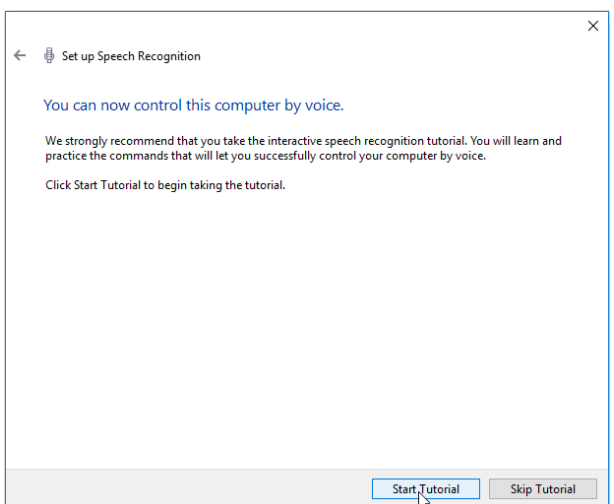 Set up Speech Recognition
You can now control this computer by voice.
We strongly recommend that you take the interactive speech recognition tutorial. You will learn and
practice the commands that will let you successfully control your computer by voice.
Click Start Tutorial to begin taking the tutorial.
Start Tutorial Skip Tutorial